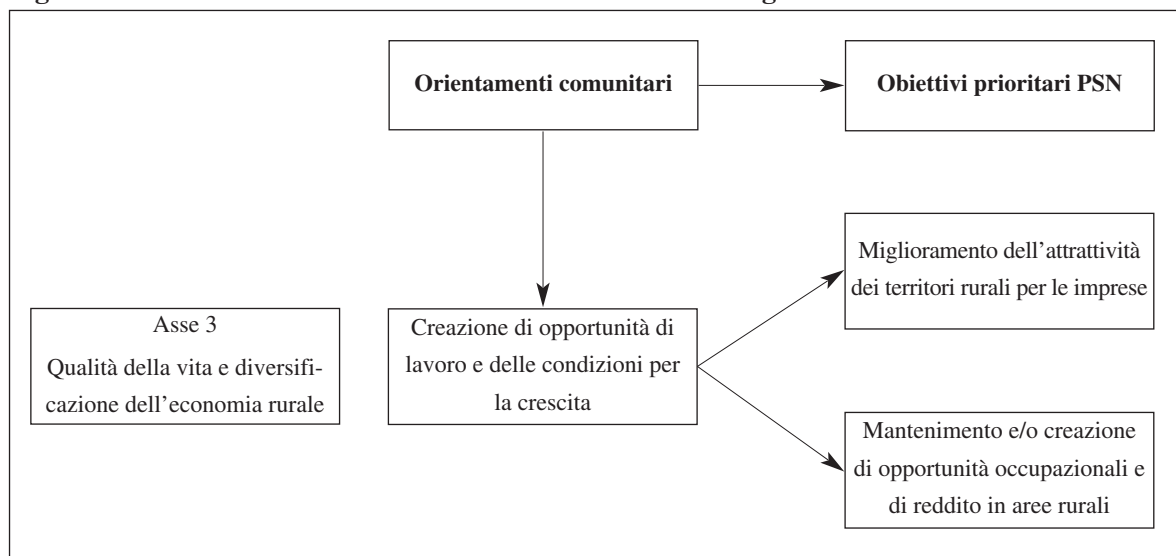 Orientamenti comunitari
Obiettivi prioritari PSN
Miglioramento dell’attrattività
dei territori rurali per le imprese
Asse 3
Qualità della vita e diversifi-
cazione dell’economia rurale
Creazione di opportunità di
lavoro e delle condizioni per
la crescita
Mantenimento e/o creazione
di opportunità occupazionali e
di reddito in aree rurali